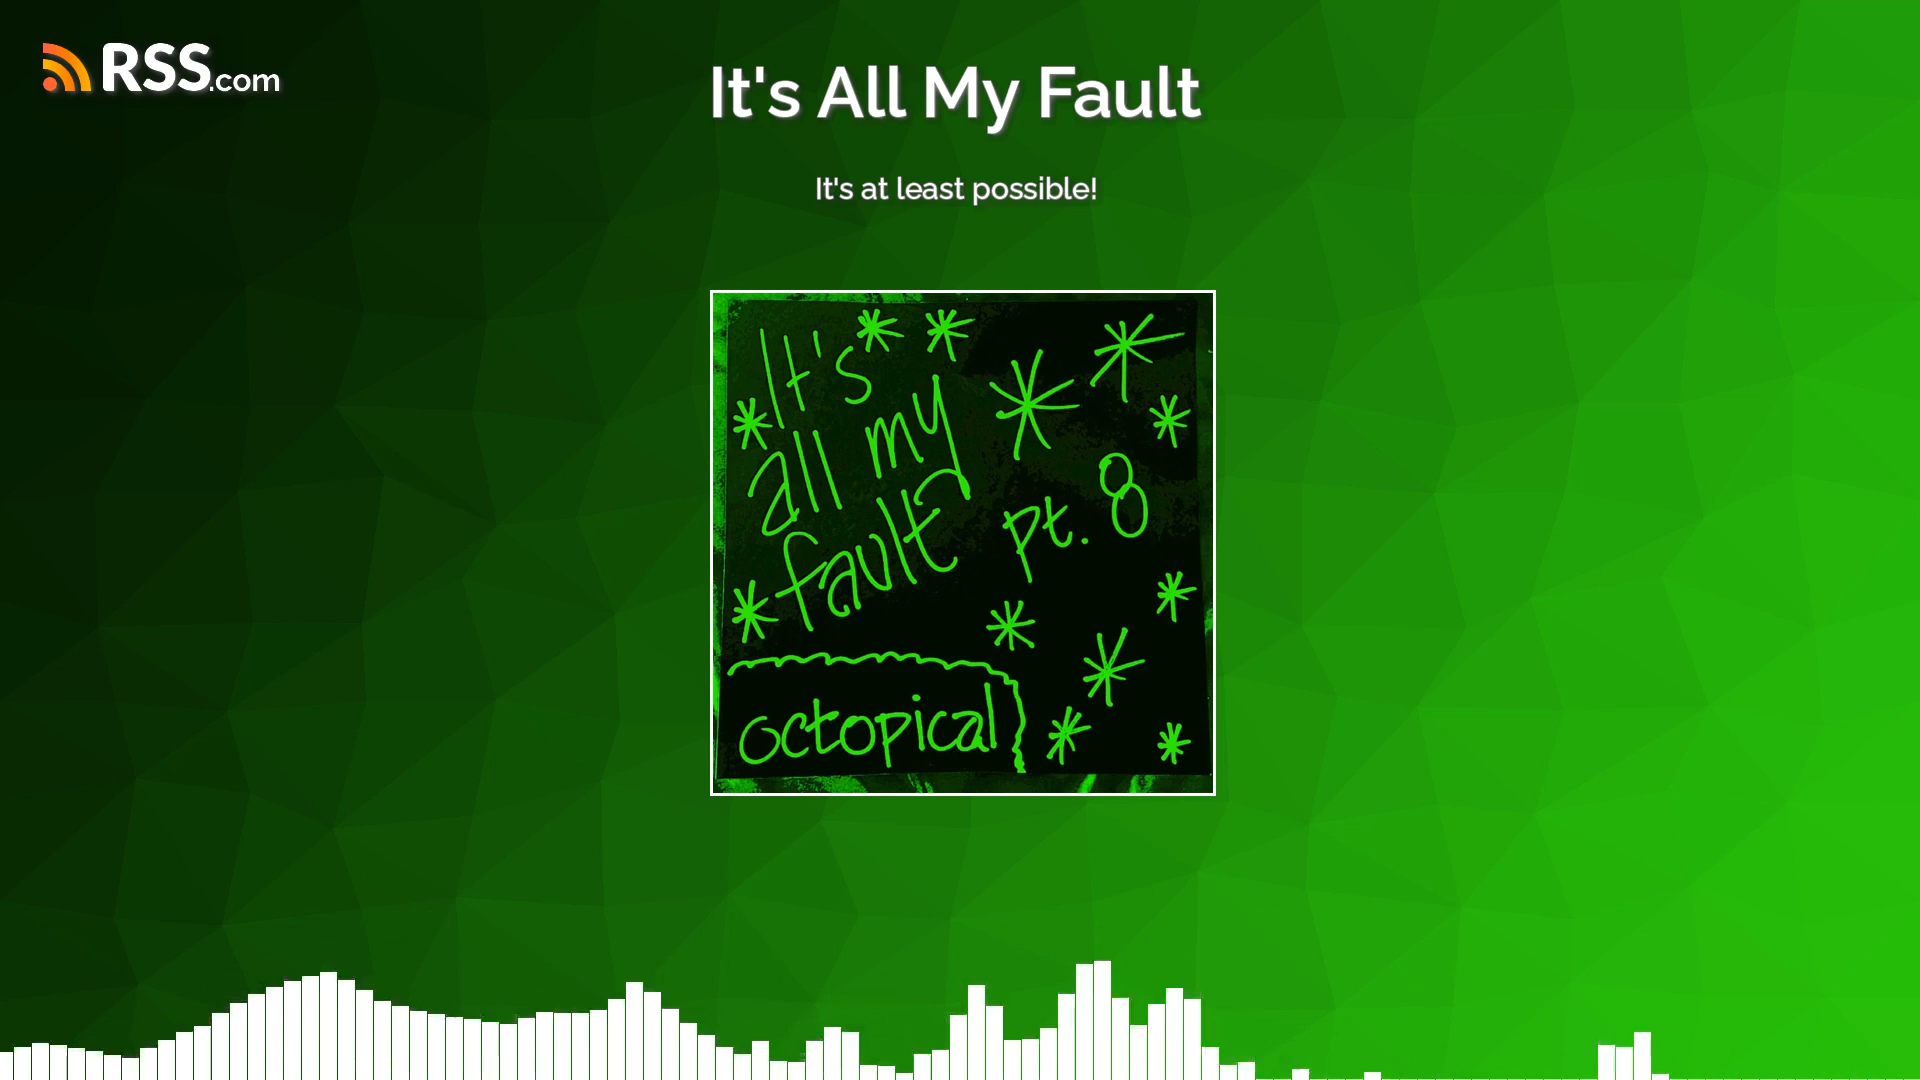 RSS.com
It's All My Fault
It's at least possible!
It's
all my
fault pt. 8
octopical